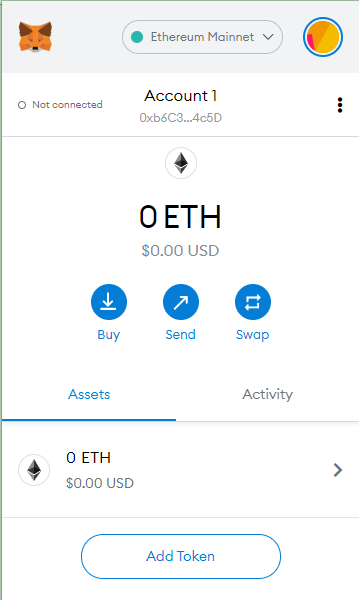 Ethereum Mainnet
Not connected
Account 1
0xb6C3...4c5D
0 ETH
$0.00 USD
Buy
Send
Swap
Assets
Activity
0 ETH
$0.00 USD
Add Token